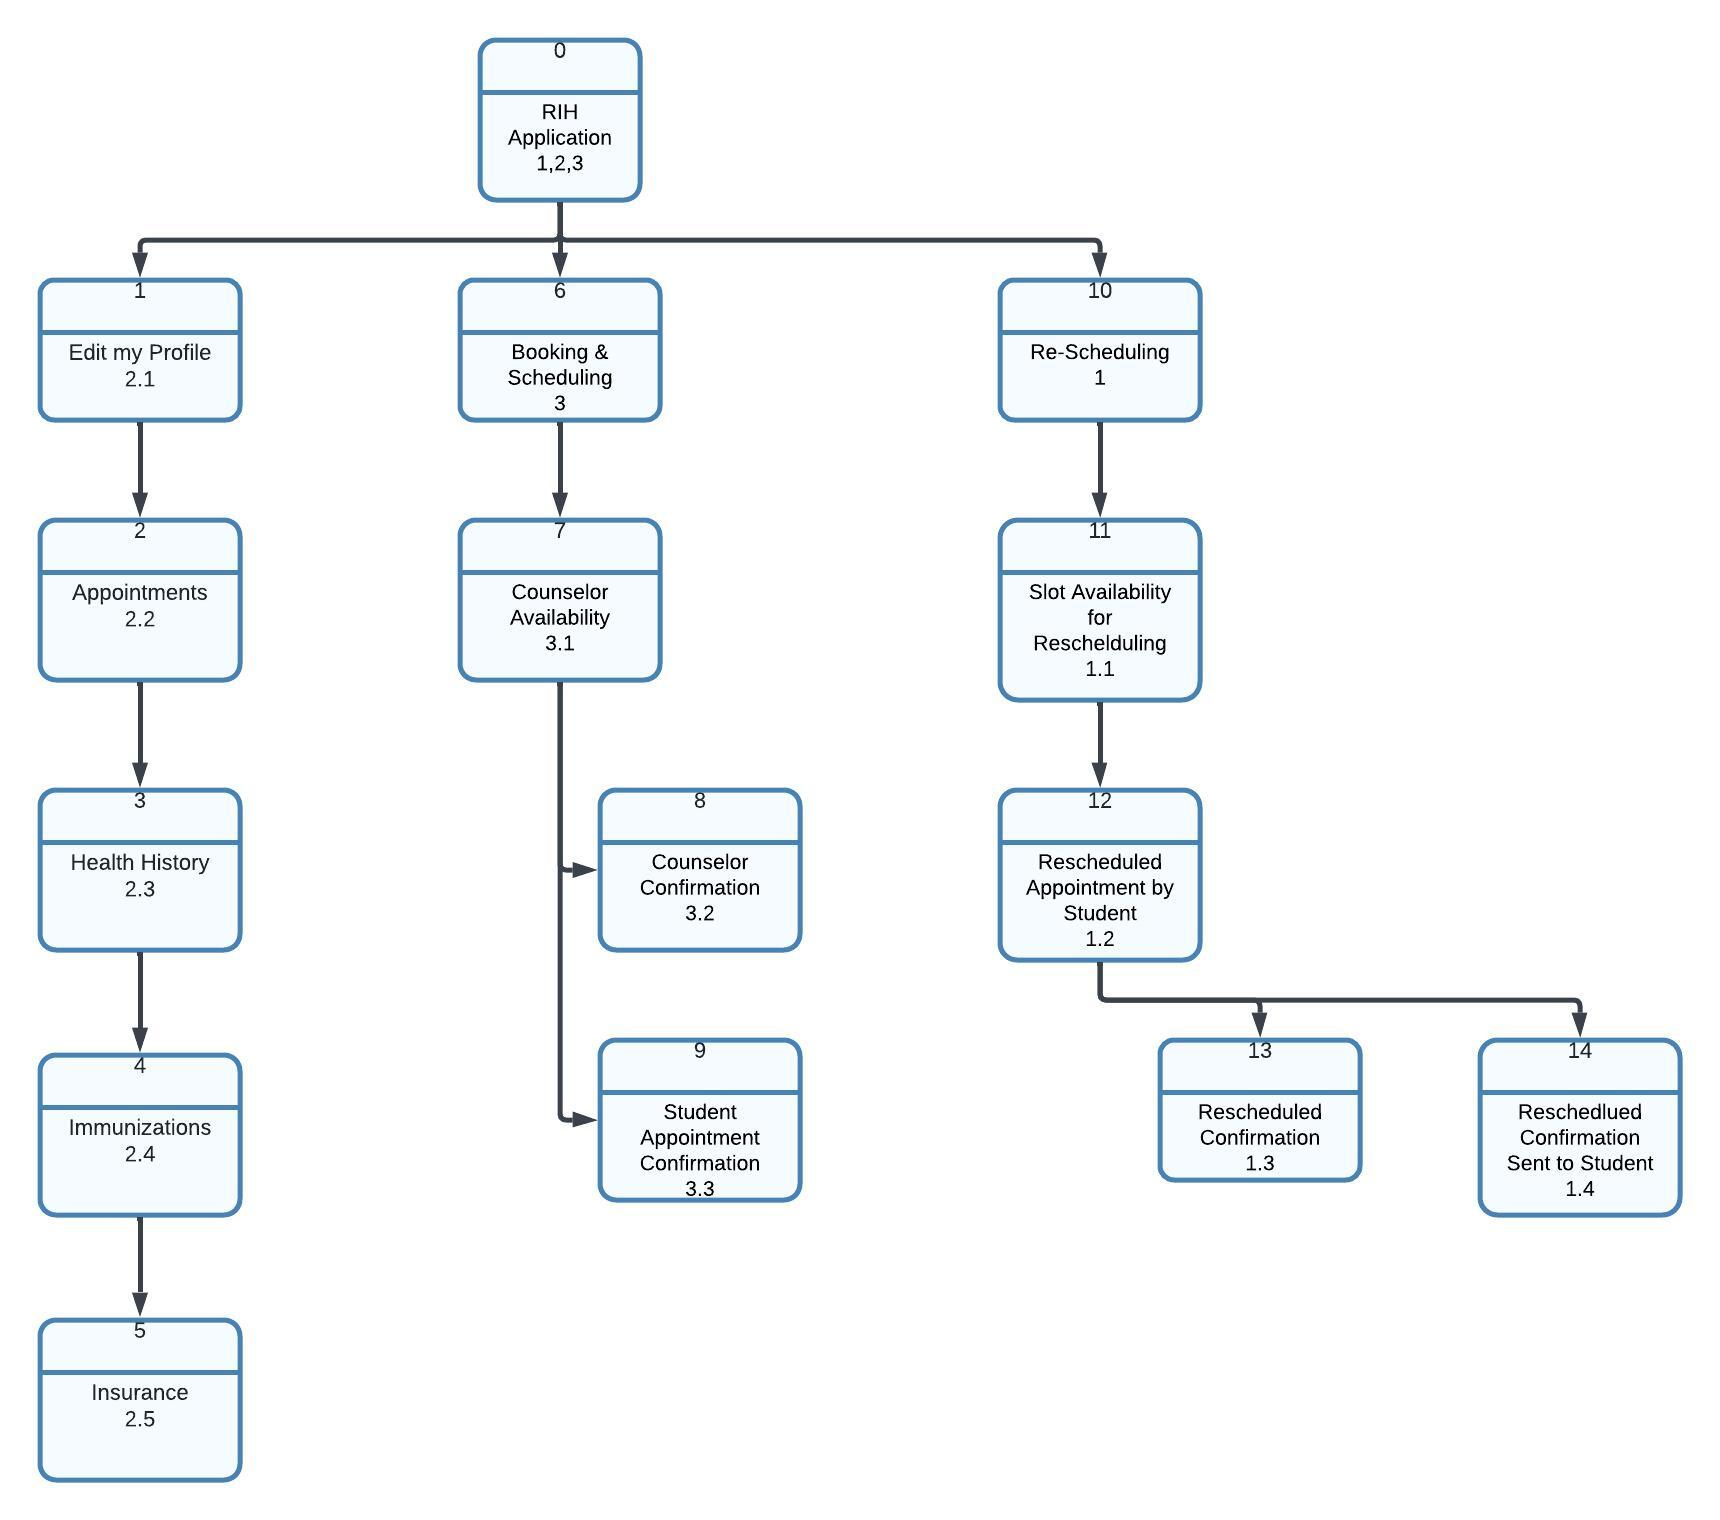 0
RIH
Application
1,2,3
1
Edit my Profile
2.1
6
Booking &
Scheduling
3
10
Re-Scheduling
1
2
Appointments
2.2
7
Counselor
Availability
3.1
11
Slot Availability
for
Reschelduling
1.1
3
Health History
2.3
8
Counselor
Confirmation
3.2
12
Rescheduled
Appointment by
Student
1.2
4
Immunizations
2.4
9
Student
Appointment
Confirmation
3.3
13
Rescheduled
Confirmation
1.3
14
Reschedlued
Confirmation
Sent to Student
1.4
5
Insurance
2.5